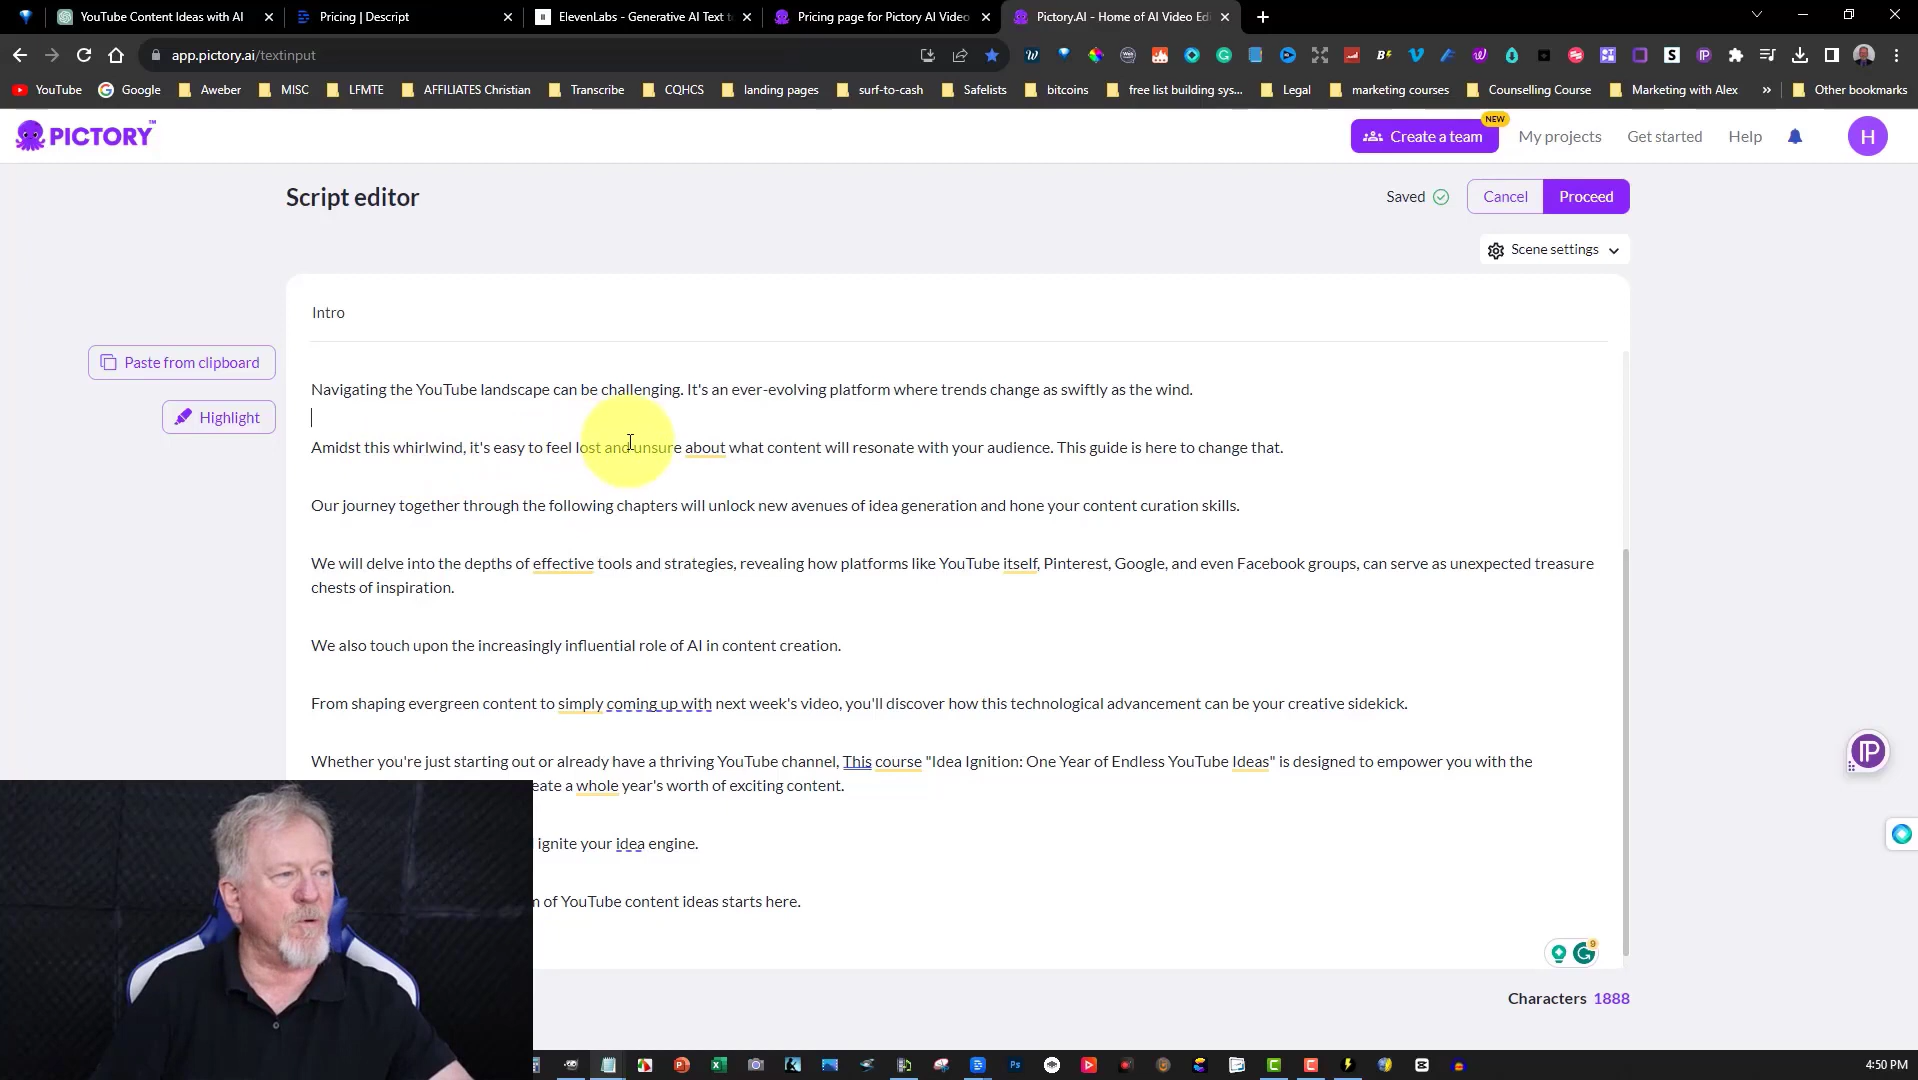 YouTube Content Ideas with AI
Pricing | Descript
ElevenLabs - Generative AI Text t
Pricing page for Pictory AI Video
Pictory.AI - Home of AI Video Edi
app.pictory.ai/textinput
YouTube
Google
Aweber
MISC
LFMTE
AFFILIATES Christian
Transcribe
CQHCS
landing pages
surf-to-cash
Safelists
bitcoins
free list building sys...
Legal
marketing courses
Counselling Course
Marketing with Alex
»
Other bookmarks
PICTORY™
NEW
Create a team
My projects
Get started
Help
H
Script editor
Saved
Cancel
Proceed
Scene settings
Intro
Paste from clipboard
Highlight
Navigating the YouTube landscape can be challenging. It's an ever-evolving platform where trends change as swiftly as the wind.
Amidst this whirlwind, it's easy to feel lost and unsure about what content will resonate with your audience. This guide is here to change that.
Our journey together through the following chapters will unlock new avenues of idea generation and hone your content curation skills.
We will delve into the depths of effective tools and strategies, revealing how platforms like YouTube itself, Pinterest, Google, and even Facebook groups, can serve as unexpected treasure
chests of inspiration.
We also touch upon the increasingly influential role of AI in content creation.
From shaping evergreen content to simply coming up with next week's video, you'll discover how this technological advancement can be your creative sidekick.
Whether you're just starting out or already have a thriving YouTube channel, This course "Idea Ignition: One Year of Endless YouTube Ideas" is designed to empower you with the
eate a whole year's worth of exciting content.
ignite your idea engine.
of YouTube content ideas starts here.
9
Characters 1888
4:50 PM